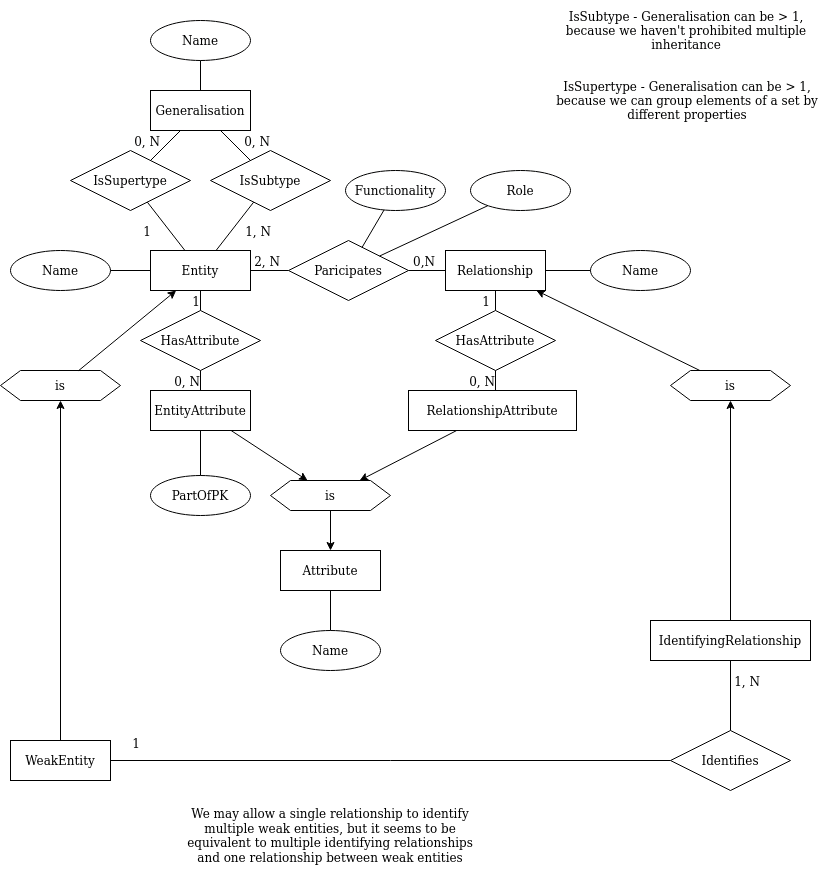 IsSubtype - Generalisation can be > 1,
because we haven't prohibited multiple
inheritance
Name
IsSupertype - Generalisation can be > 1,
because we can group elements of a set by
different properties
Generalisation
0, N
0, N
IsSupertype
IsSubtype
Functionality
Role
1
1, N
Name
Entity
2, N
Paricipates
0,N
Relationship
Name
1
1
HasAttribute
HasAttribute
is
0, N
0, N
is
EntityAttribute
RelationshipAttribute
PartOfPK
is
Attribute
Name
IdentifyingRelationship
1, N
1
WeakEntity
Identifies
We may allow a single relationship to identify
multiple weak entities, but it seems to be
equivalent to multiple identifying relationships
and one relationship between weak entities